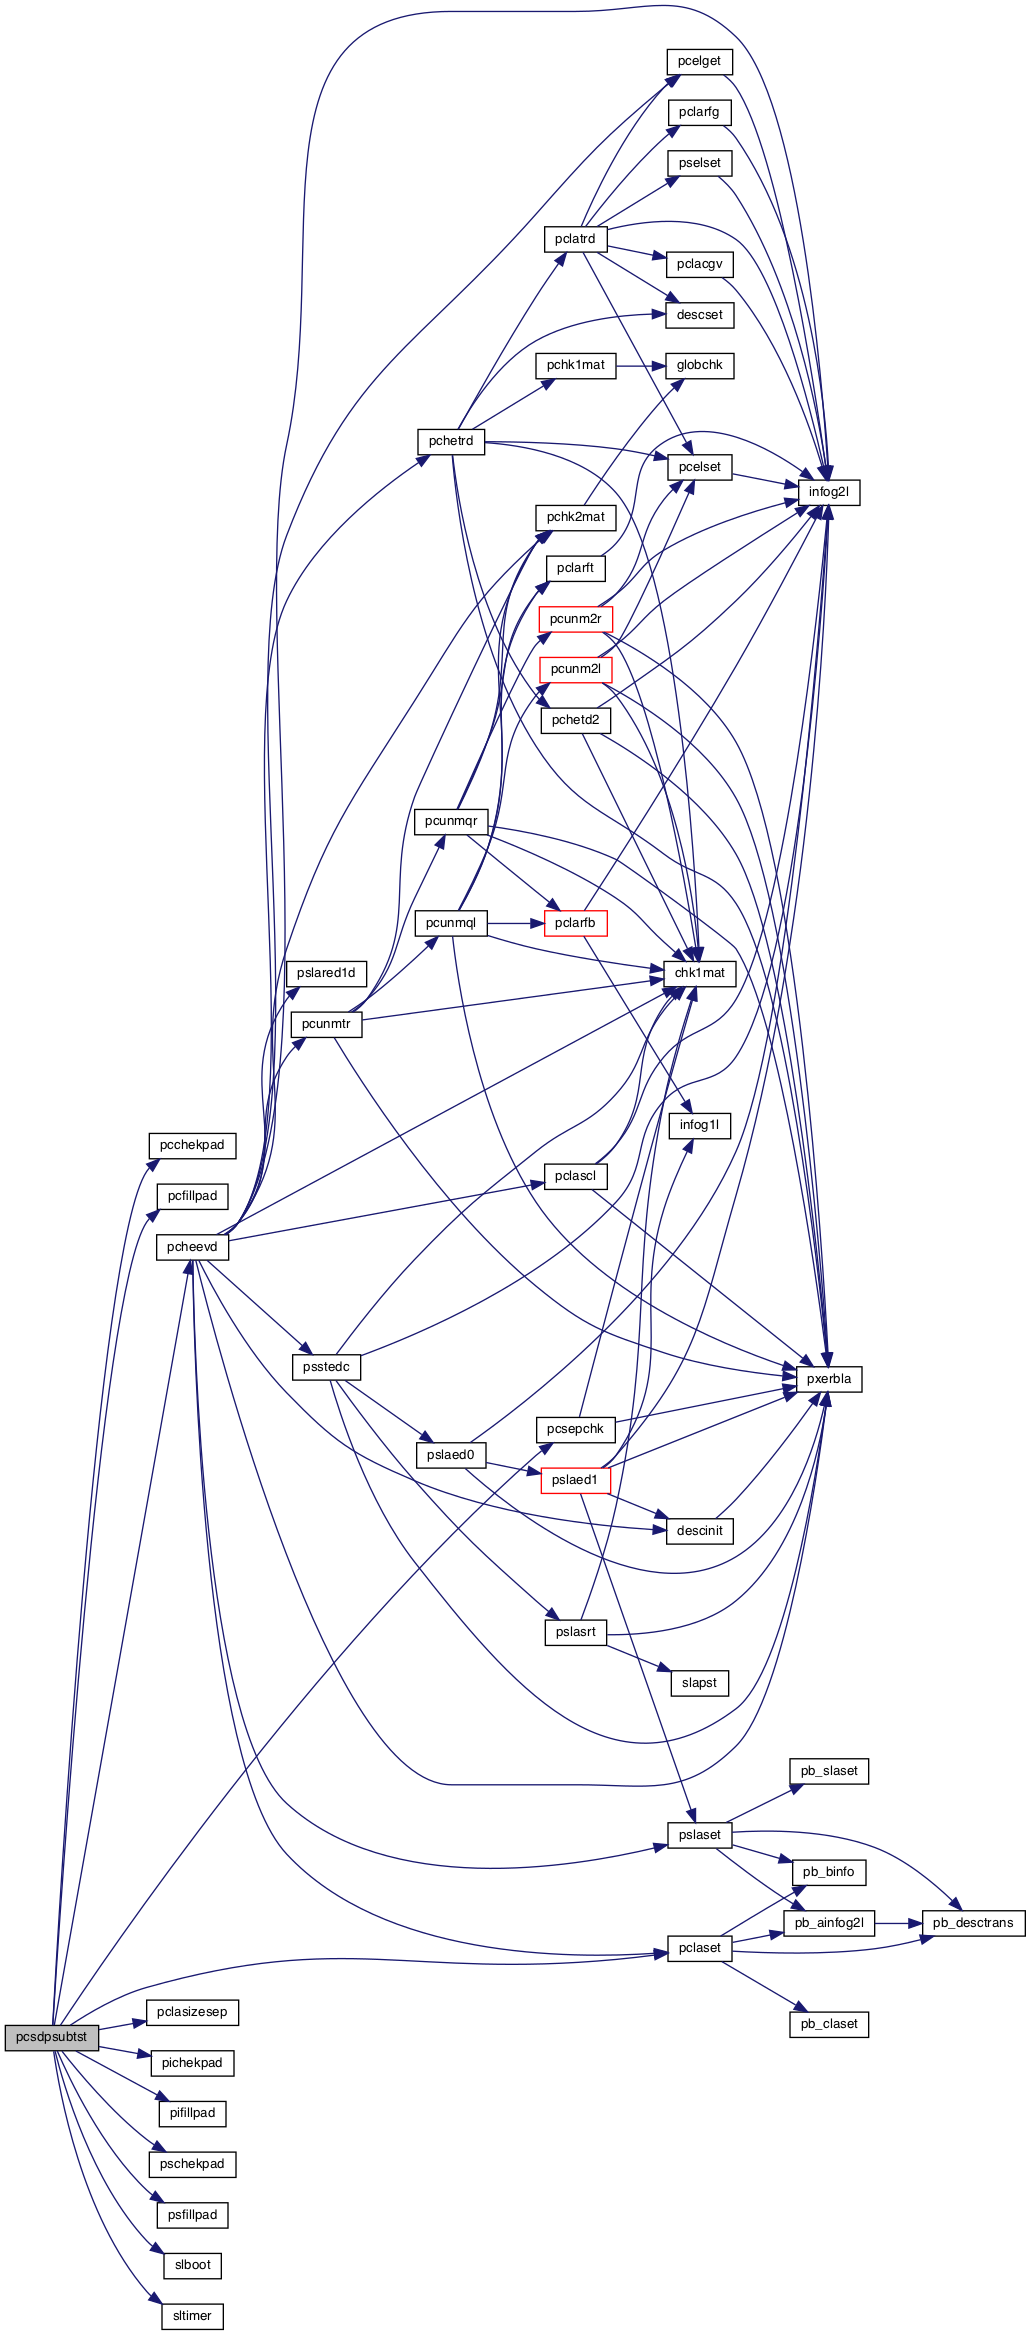 pcelget
pclarfg
pselset
pclatrd
pclacgv
descset
pchk1mat
globchk
pchetrd
pcelset
infog2l
pchk2mat
pclarft
pcunm2r
pcunm2l
pchetd2
pcunmqr
pcunmql
pclarfb
pslared1d
chk1mat
pcunmtr
infog1l
pcchekpad
pclascl
pcfillpad
pcheevd
psstedc
pxerbla
pcsepchk
pslaed0
pslaed1
descinit
pslasrt
slapst
pb_slaset
pslaset
pb_binfo
pb_ainfog2l
pb_desctrans
pclaset
pclasizesep
pb_claset
pcsdpsubtst
pichekpad
pifillpad
pschekpad
psfillpad
slboot
sltimer